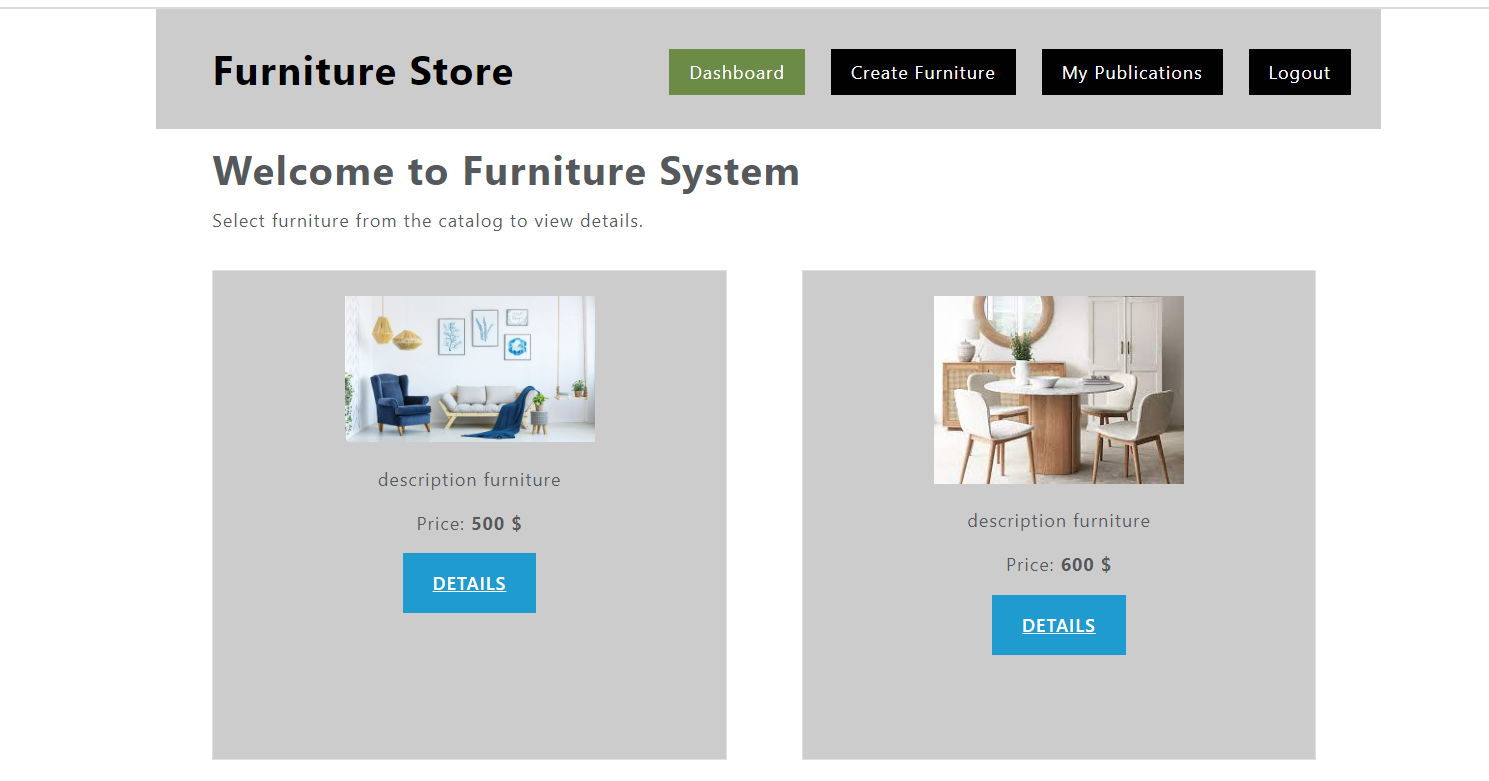 Furniture Store
Dashboard
Create Furniture
My Publications
Logout
Welcome to Furniture System
Select furniture from the catalog to view details.
description furniture
Price: 500 $
DETAILS
description furniture
Price: 600 $
DETAILS